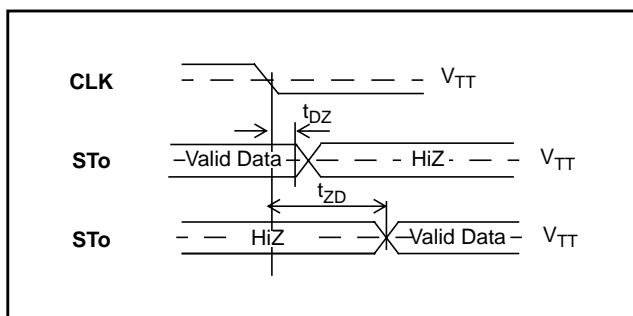 CLK V_TT
t_DZ
STo Valid Data HiZ V_TT
t_ZD
STo HiZ Valid Data V_TT